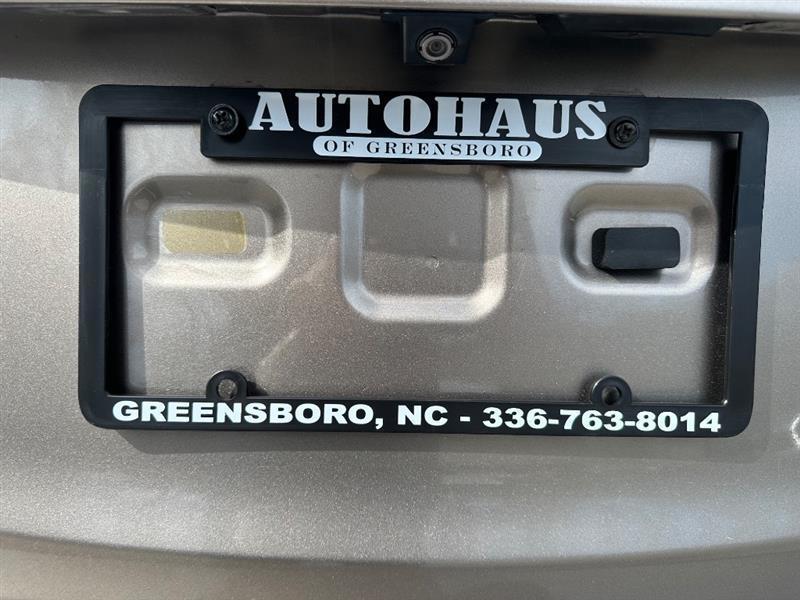 AUTOHAUS
OF GREENSBORO
GREENSBORO, NC - 336-763-8014